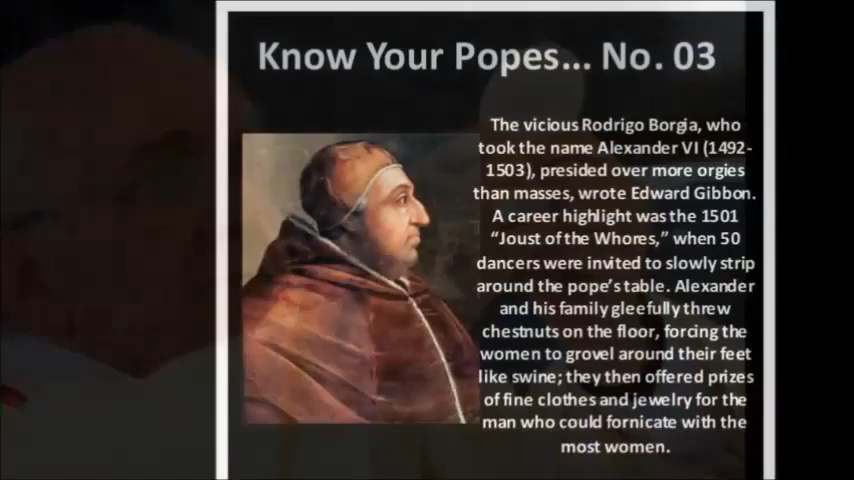 Know Your Popes... No. 03
The vicious Rodrigo Borgia, who
took the name Alexander VI (1492-
1503), presided over more orgies
than masses, wrote Edward Gibbon.
A career highlight was the 1501
“Joust of the Whores,” when 50
dancers were invited to slowly strip
around the pope's table. Alexander
and his family gleefully threw
chestnuts on the floor, forcing the
women to grovel around their feet
like swine; they then offered prizes
of fine clothes and jewelry for the
man who could fornicate with the
most women.